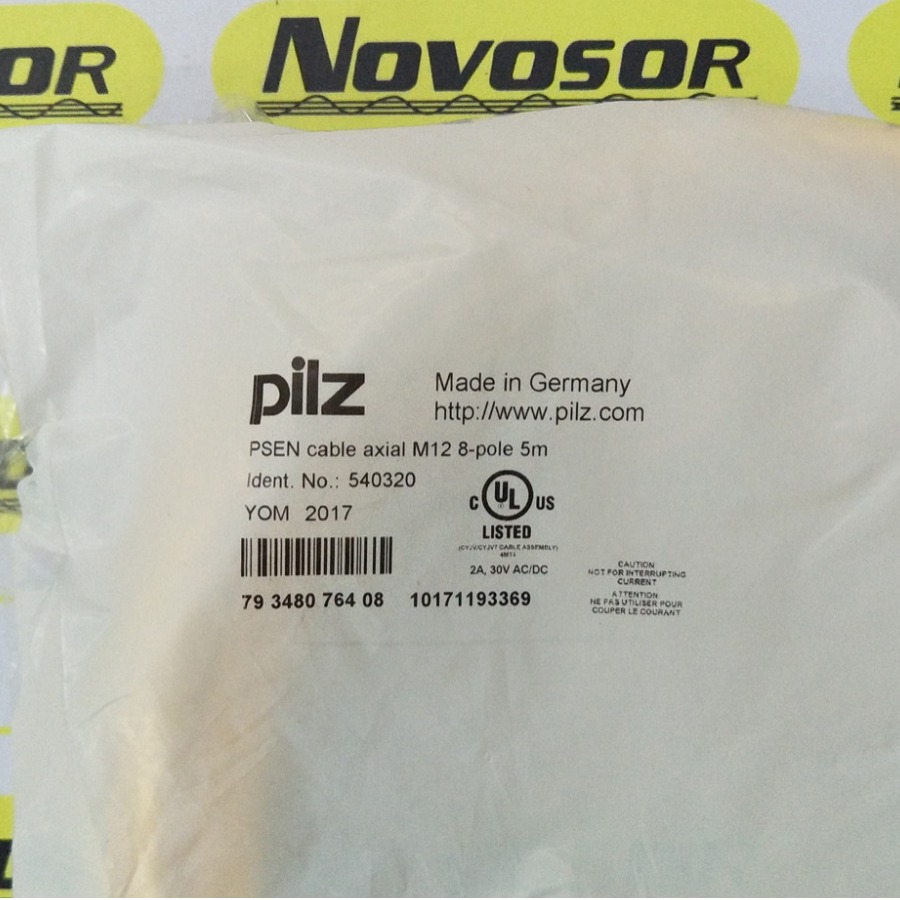 OR
NOVOSOR
pilz
Made in Germany
http://www.pilz.com
PSEN cable axial M12 8-pole 5m
Ident. No.: 540320
YOM 2017
C UL US
LISTED
2A, 30V AC/DC
CAUTION
NOT FOR INTERRUPTING
CURRENT
ATTENTION:
NE PAS UTILISER POUR
COUPER LE COURANT
79 3480 764 08 10171193369